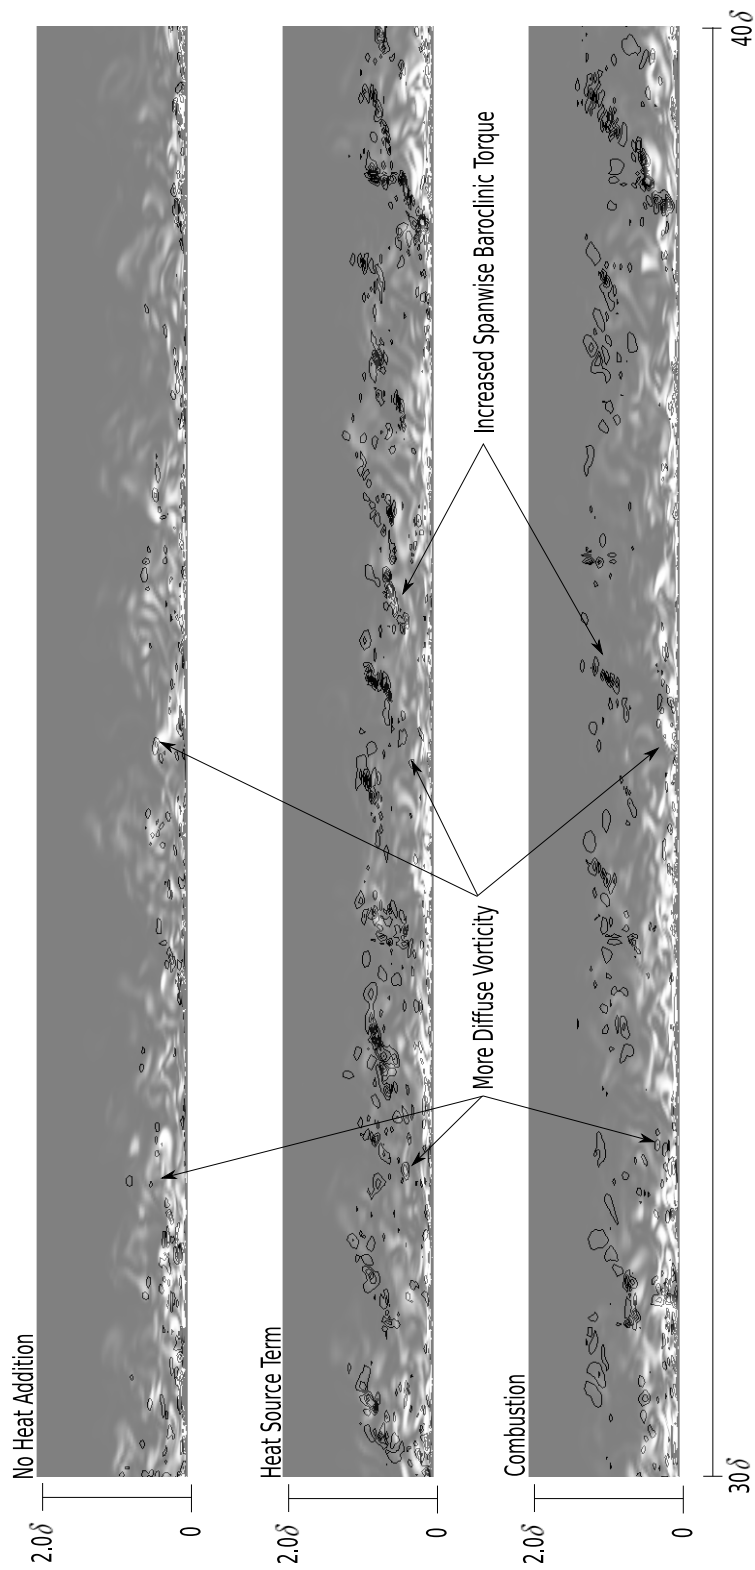 No Heat Addition
2.0δ
0
Heat Source Term
2.0δ
0
More Diffuse Vorticity
Increased Spanwise Baroclinic Torque
Combustion
2.0δ
0
30δ
40δ